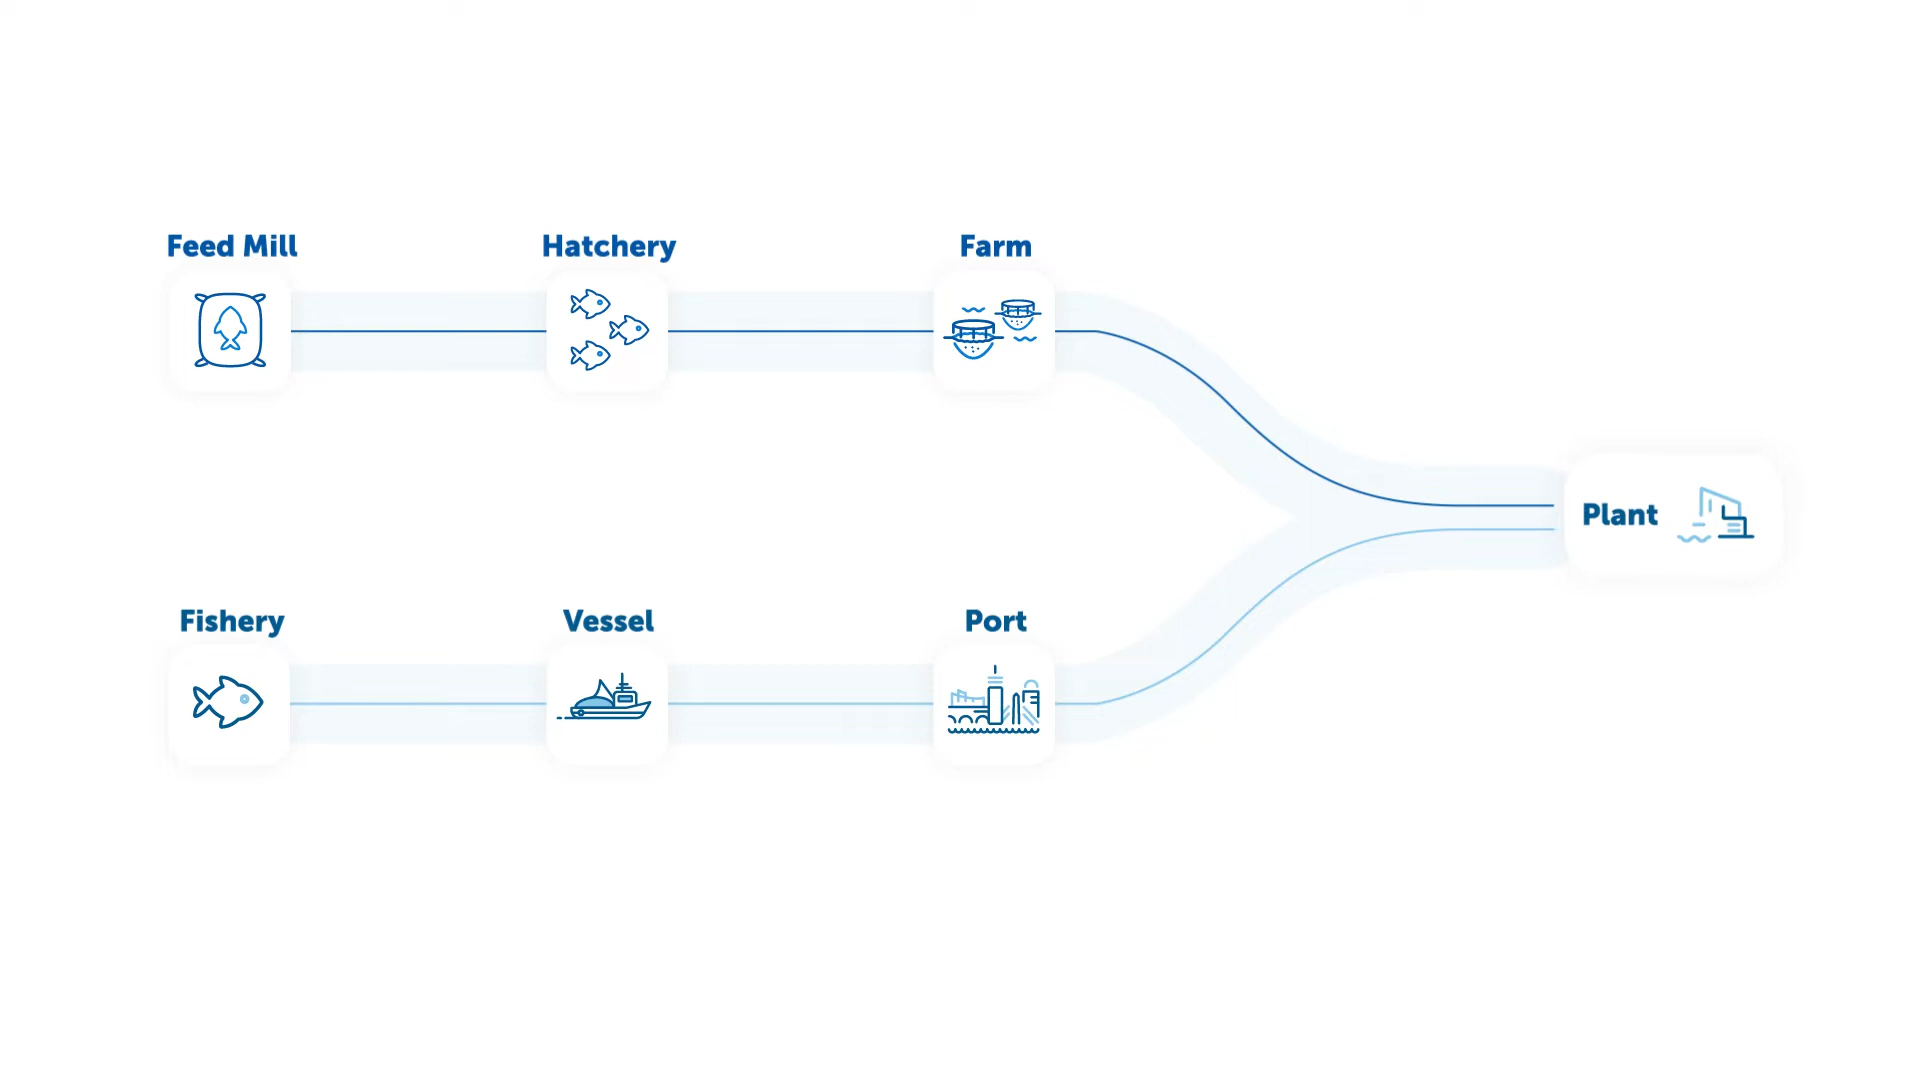 Feed Mill
Hatchery
Farm
Plant
Fishery
Vessel
Port